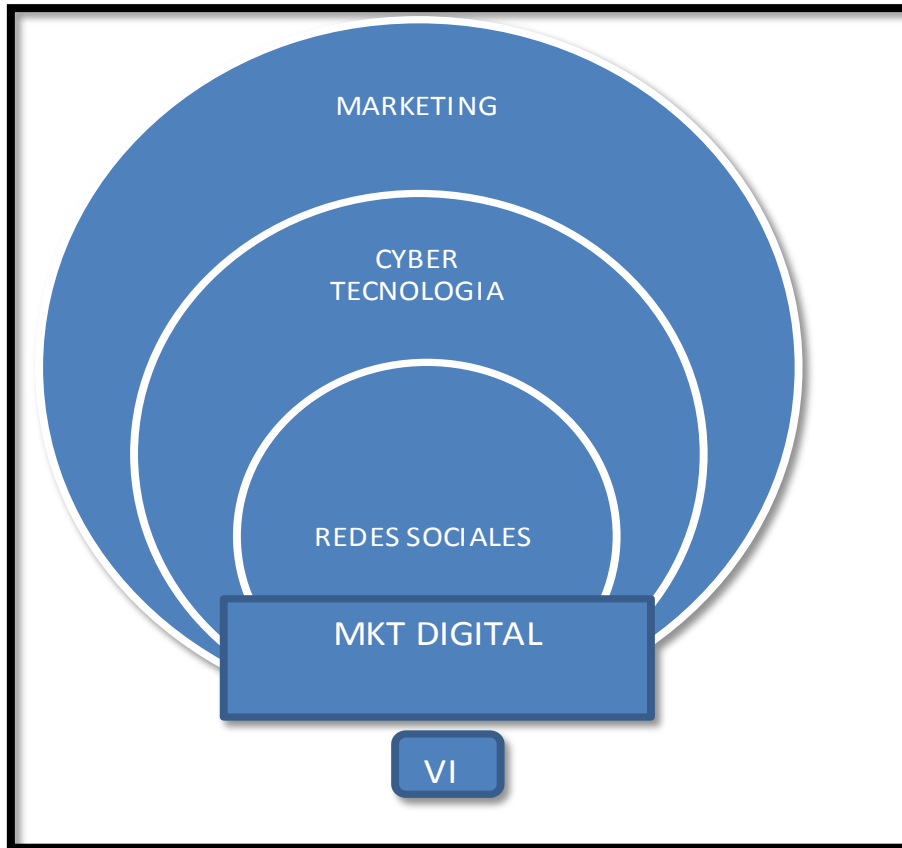 MARKETING
CYBER
TECNOLOGIA
REDES SOCIALES
MKT DIGITAL
VI